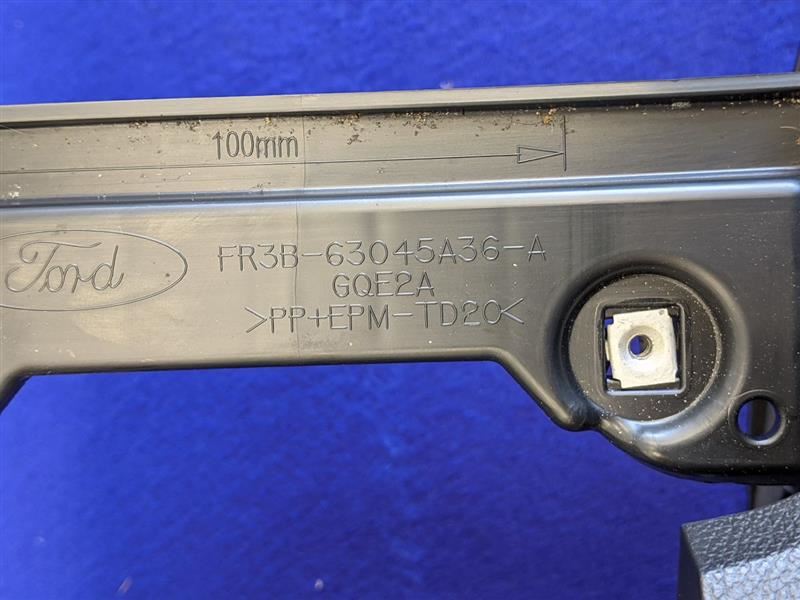 100mm
Ford
FR3B-63045A36-A
GQE2A
>PP+EPM-TD20<